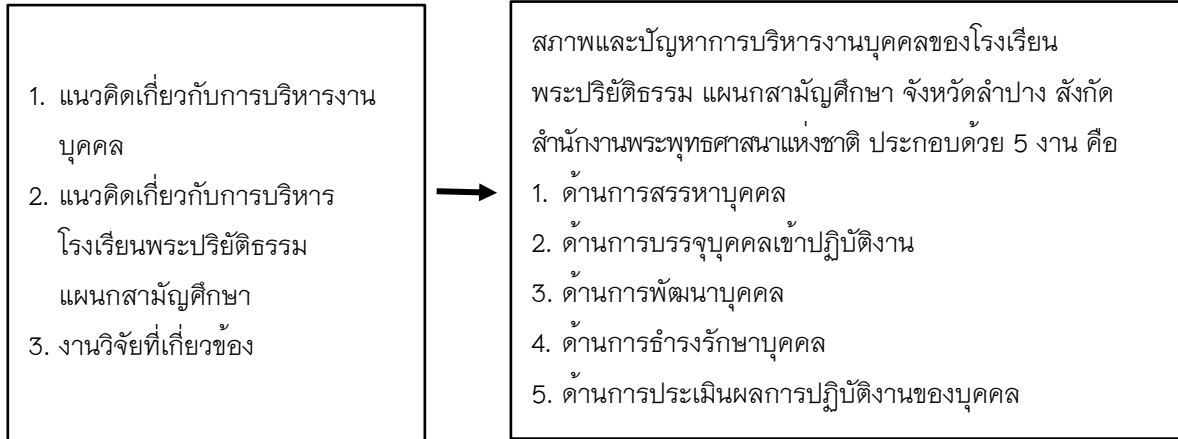 1. แนวคิดเกี่ยวกับการบริหารงาน
บุคคล
2. แนวคิดเกี่ยวกับการบริหาร
โรงเรียนพระปริยัติธรรม
แผนกสามัญศึกษา
3. งานวิจัยที่เกี่ยวข้อง
สภาพและปัญหาการบริหารงานบุคคลของโรงเรียน
พระปริยัติธรรม แผนกสามัญศึกษา จังหวัดลำปาง สังกัด
สำนักงานพระพุทธศาสนาแห่งชาติ ประกอบด้วย 5 งาน คือ
1. ด้านการสรรหาบุคคล
2. ด้านการบรรจุบุคคลเข้าปฏิบัติงาน
3. ด้านการพัฒนาบุคคล
4. ด้านการธำรงรักษาบุคคล
5. ด้านการประเมินผลการปฏิบัติงานของบุคคล